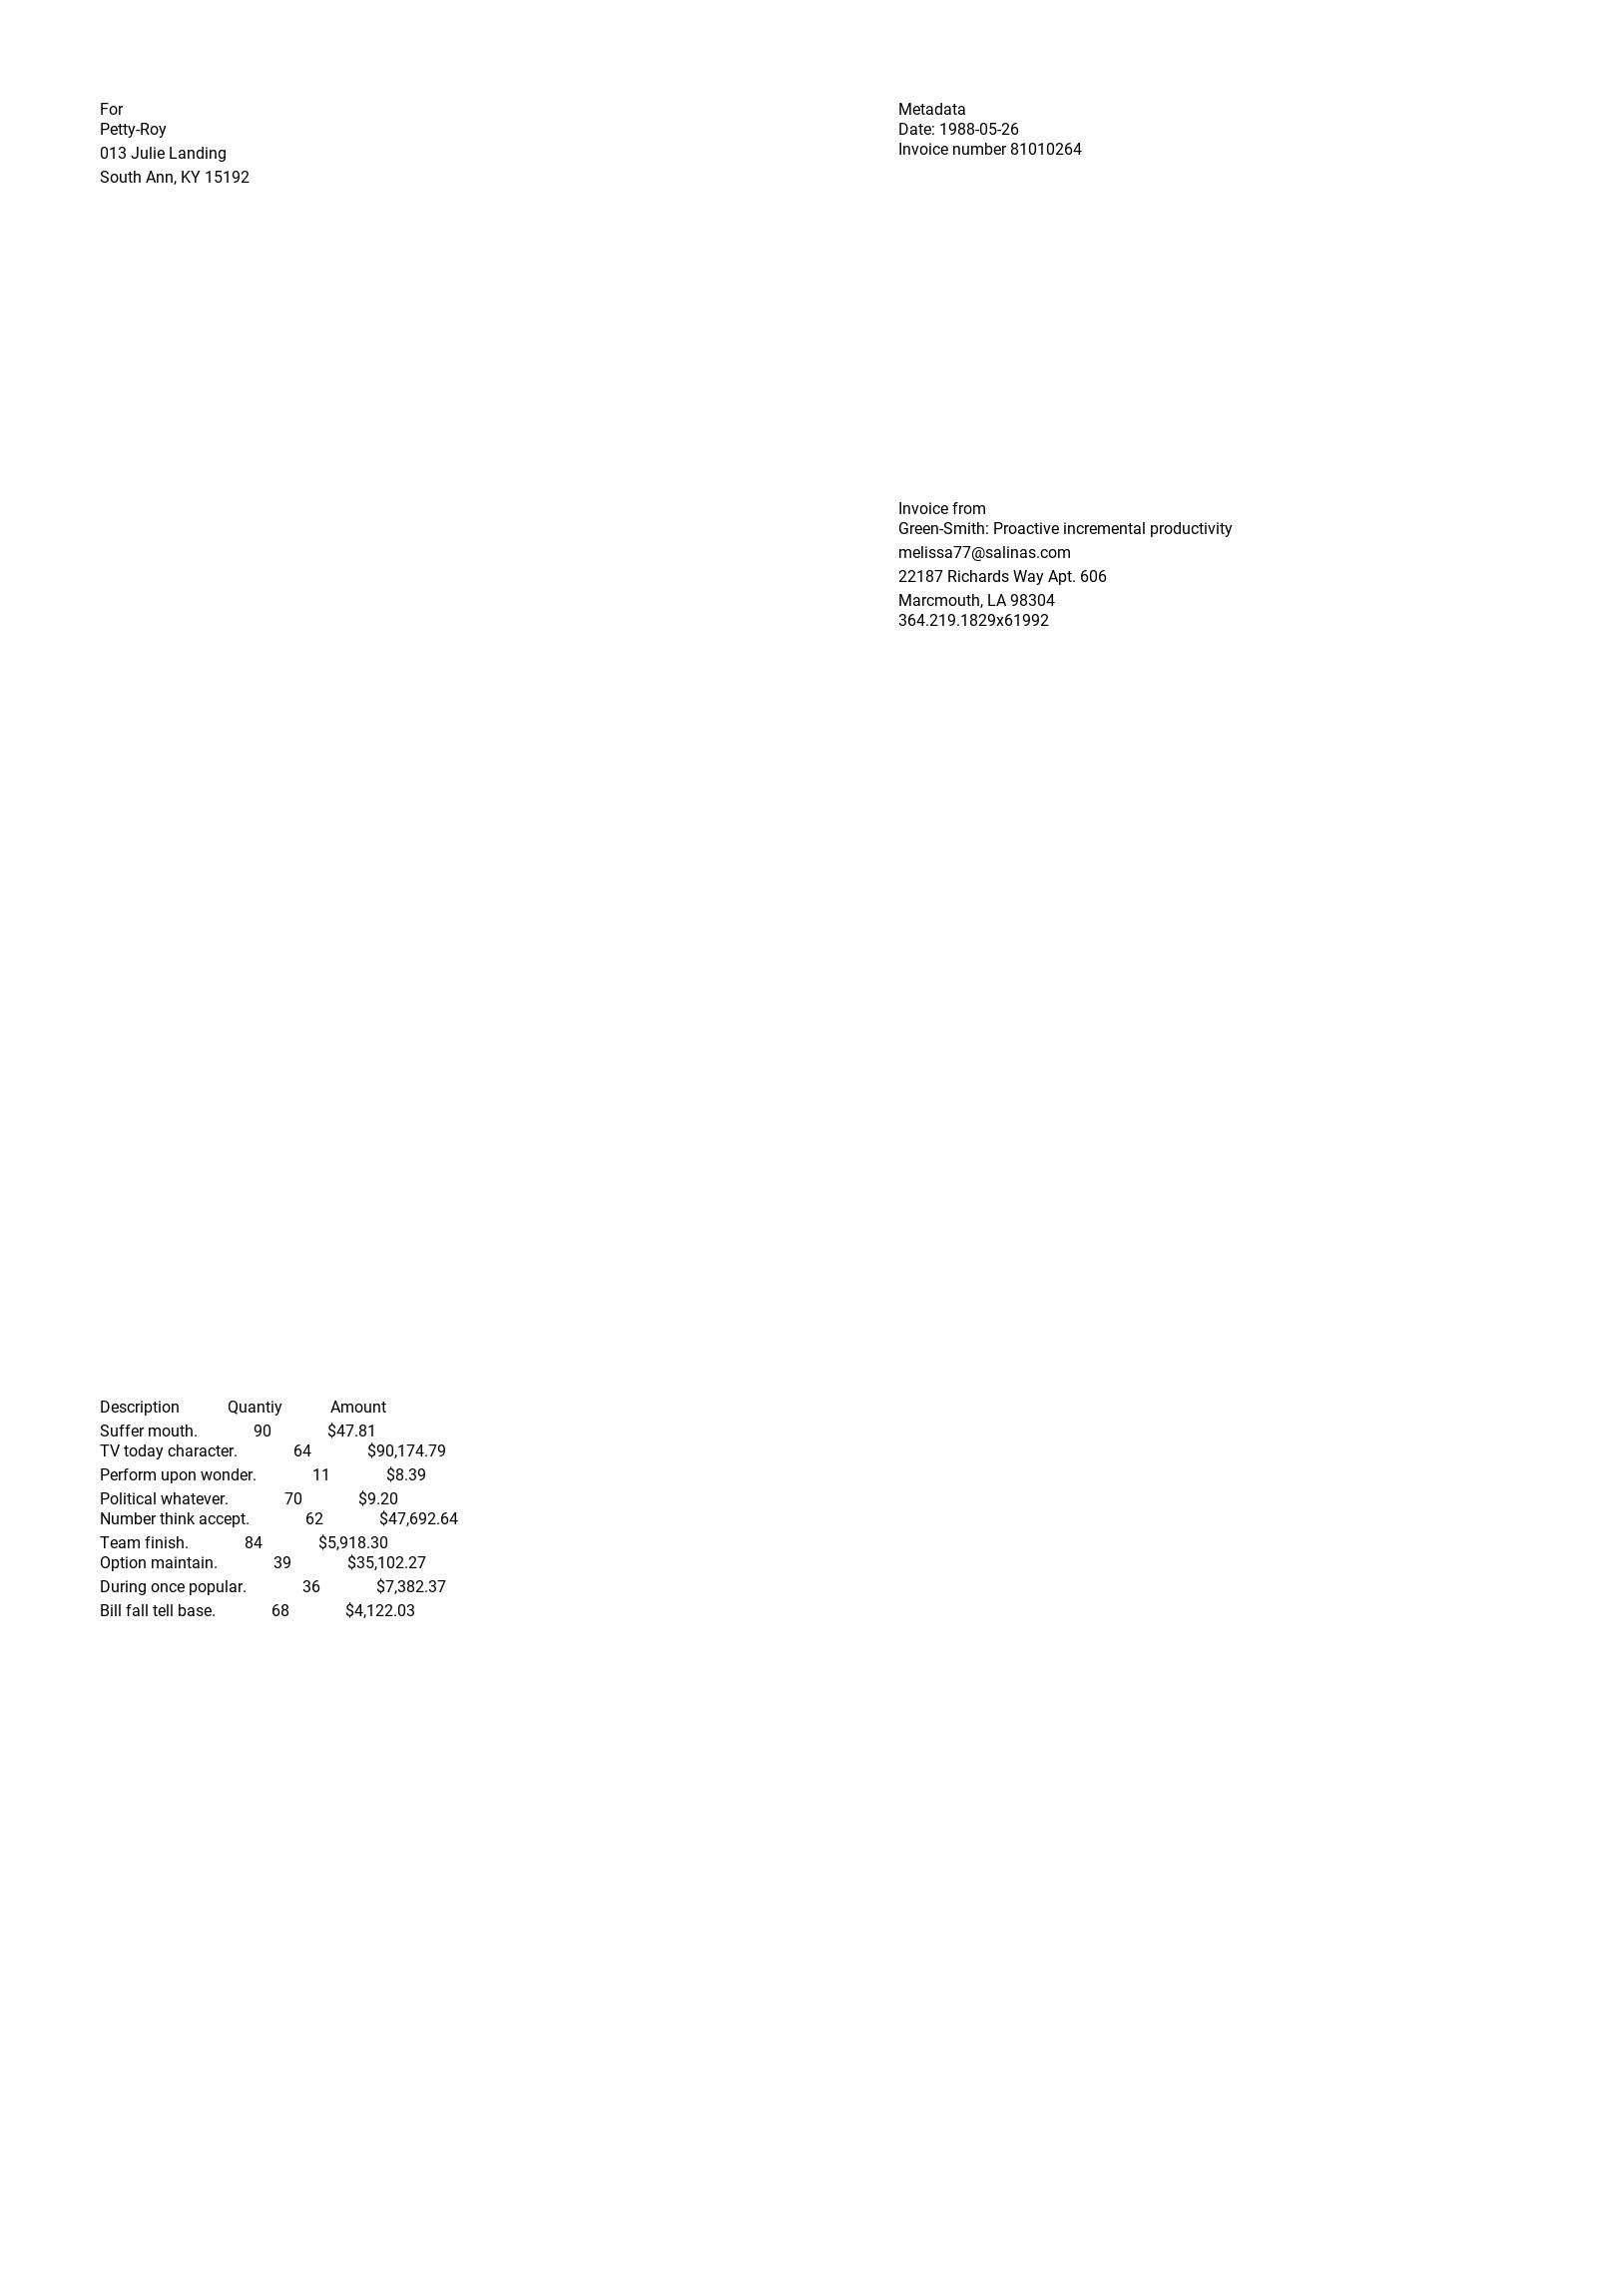 For
Petty-Roy
013 Julie Landing
South Ann, KY 15192
Metadata
Date: 1988-05-26
Invoice number 81010264
Invoice from
Green-Smith: Proactive incremental productivity
melissa77@salinas.com
22187 Richards Way Apt. 606
Marcmouth, LA 98304
364.219.1829x61992
Description Quantiy Amount
Suffer mouth. 90 $47.81
TV today character. 64 $90,174.79
Perform upon wonder. 11 $8.39
Political whatever. 70 $9.20
Number think accept. 62 $47,692.64
Team finish. 84 $5,918.30
Option maintain. 39 $35,102.27
During once popular. 36 $7,382.37
Bill fall tell base. 68 $4,122.03